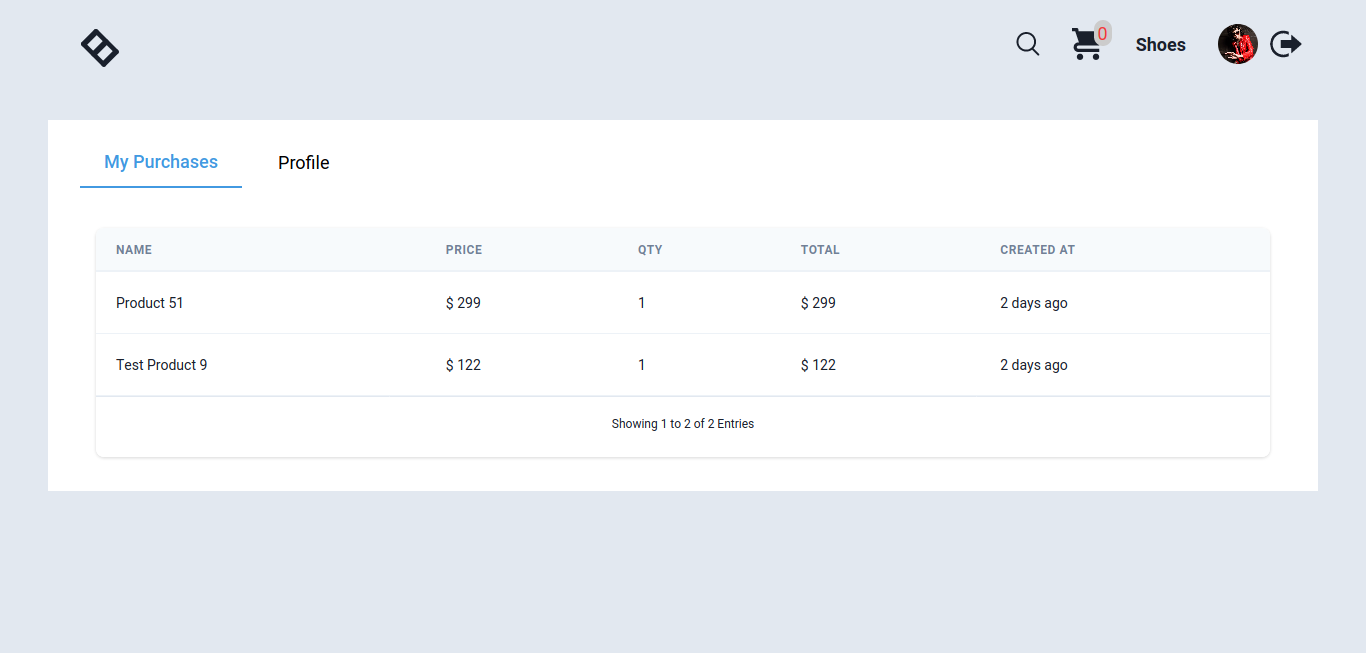 0 Shoes
My Purchases Profile
NAME PRICE QTY TOTAL CREATED AT
Product 51 $ 299 1 $ 299 2 days ago
Test Product 9 $ 122 1 $ 122 2 days ago
Showing 1 to 2 of 2 Entries